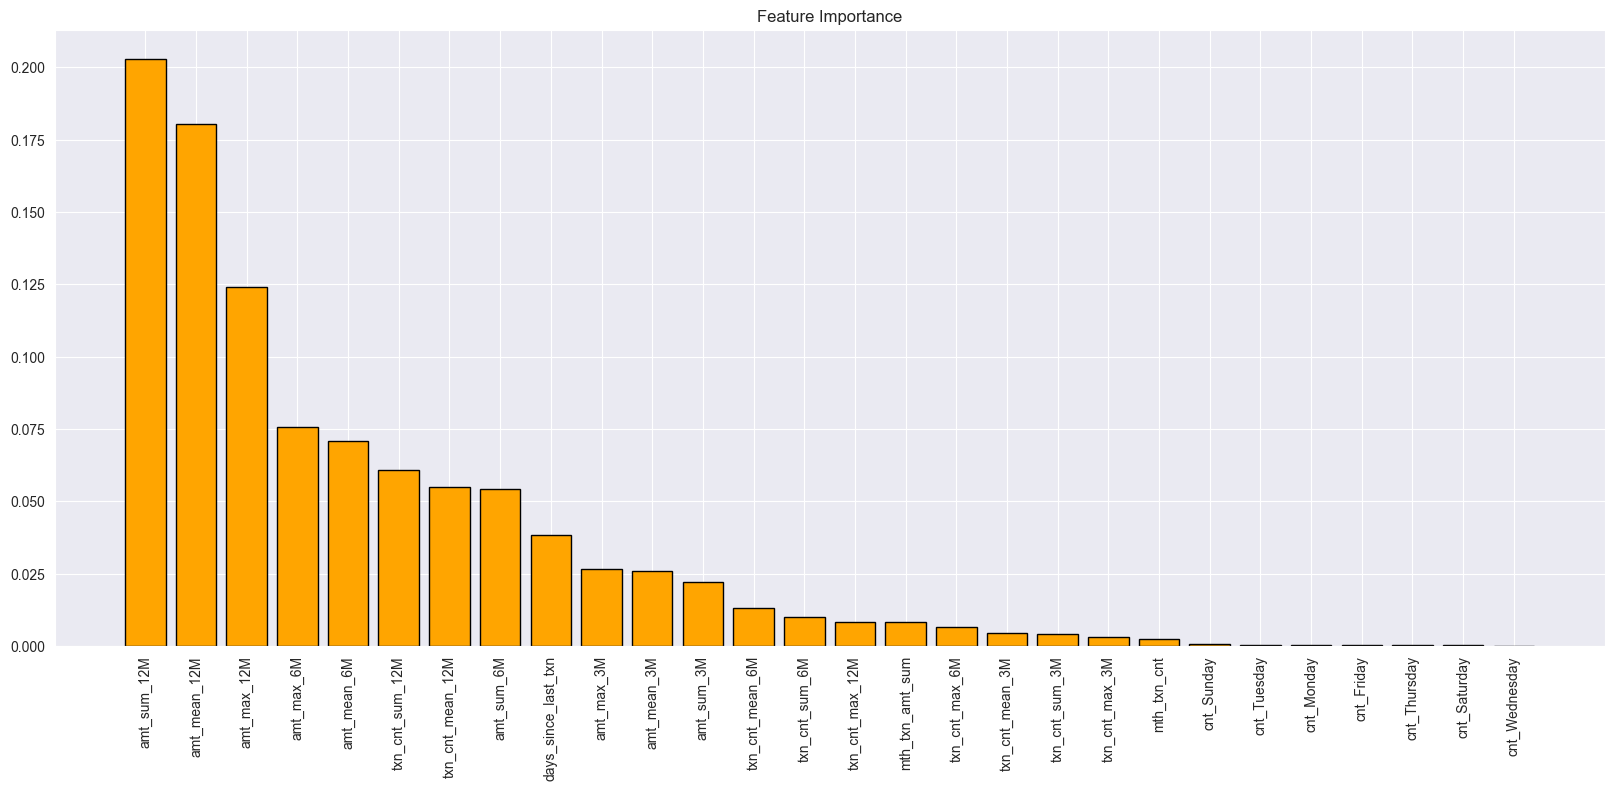 Feature Importance
0.200
0.175
0.150
0.125
0.100
0.075
0.050
0.025
0.000
amt_sum_12M
amt_mean_12M
amt_max_12M
amt_max_6M
amt_mean_6M
txn_cnt_sum_12M
txn_cnt_mean_12M
amt_sum_6M
days_since_last_txn
amt_max_3M
amt_mean_3M
amt_sum_3M
txn_cnt_mean_6M
txn_cnt_sum_6M
txn_cnt_max_12M
mth_txn_amt_sum
txn_cnt_max_6M
txn_cnt_mean_3M
txn_cnt_sum_3M
txn_cnt_max_3M
mth_txn_cnt
cnt_Sunday
cnt_Tuesday
cnt_Monday
cnt_Friday
cnt_Thursday
cnt_Saturday
cnt_Wednesday